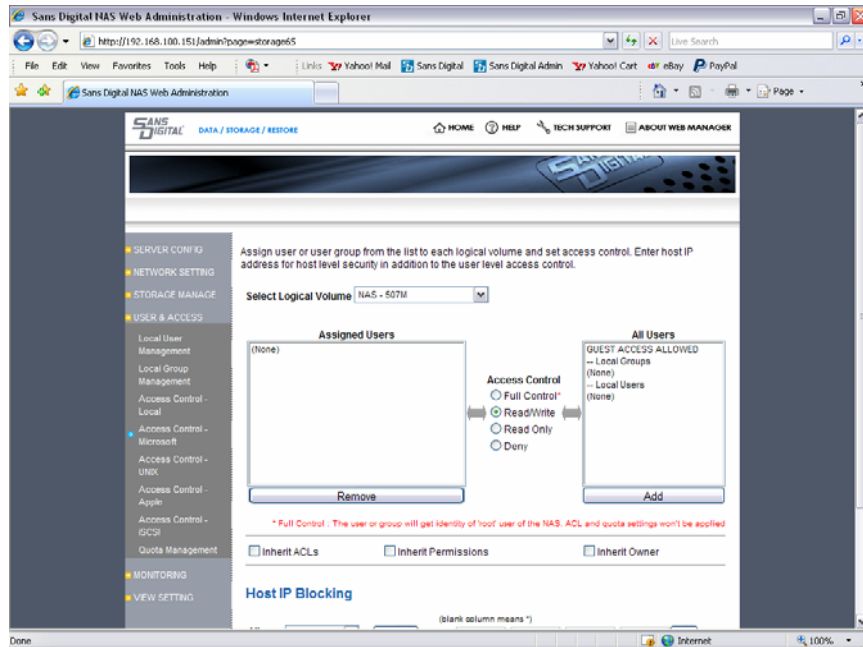 Sans Digital NAS Web Administration - Windows Internet Explorer
http://192.168.100.151/admin?page=storage65
Live Search
File Edit View Favorites Tools Help
Links Yahoo! Mail Sans Digital Sans Digital Admin Yahoo! Cart eBay PayPal
Sans Digital NAS Web Administration
Page
SANS DIGITAL DATA / STORAGE / RESTORE
HOME HELP TECH SUPPORT ABOUT WEB MANAGER
SANS DIGITAL
SERVER CONFIG
NETWORK SETTING
STORAGE MANAGE
USER & ACCESS
Local User
Management
Local Group
Management
Access Control -
Local
Access Control -
Microsoft
Access Control -
UNIX
Access Control -
Apple
Access Control -
iSCSI
Quota Management
MONITORING
VIEW SETTING
Assign user or user group from the list to each logical volume and set access control. Enter host IP
address for host level security in addition to the user level access control.
Select Logical Volume NAS - 507M
Assigned Users
(None)
Remove
Access Control
Full Control*
Read/Write
Read Only
Deny
All Users
GUEST ACCESS ALLOWED
-- Local Groups
(None)
-- Local Users
(None)
Add
* Full Control : The user or group will get identity of 'root' user of the NAS. ACL and quota settings won't be applied
Inherit ACLs Inherit Permissions Inherit Owner
Host IP Blocking
(blank column means *)
Done
Internet
100%